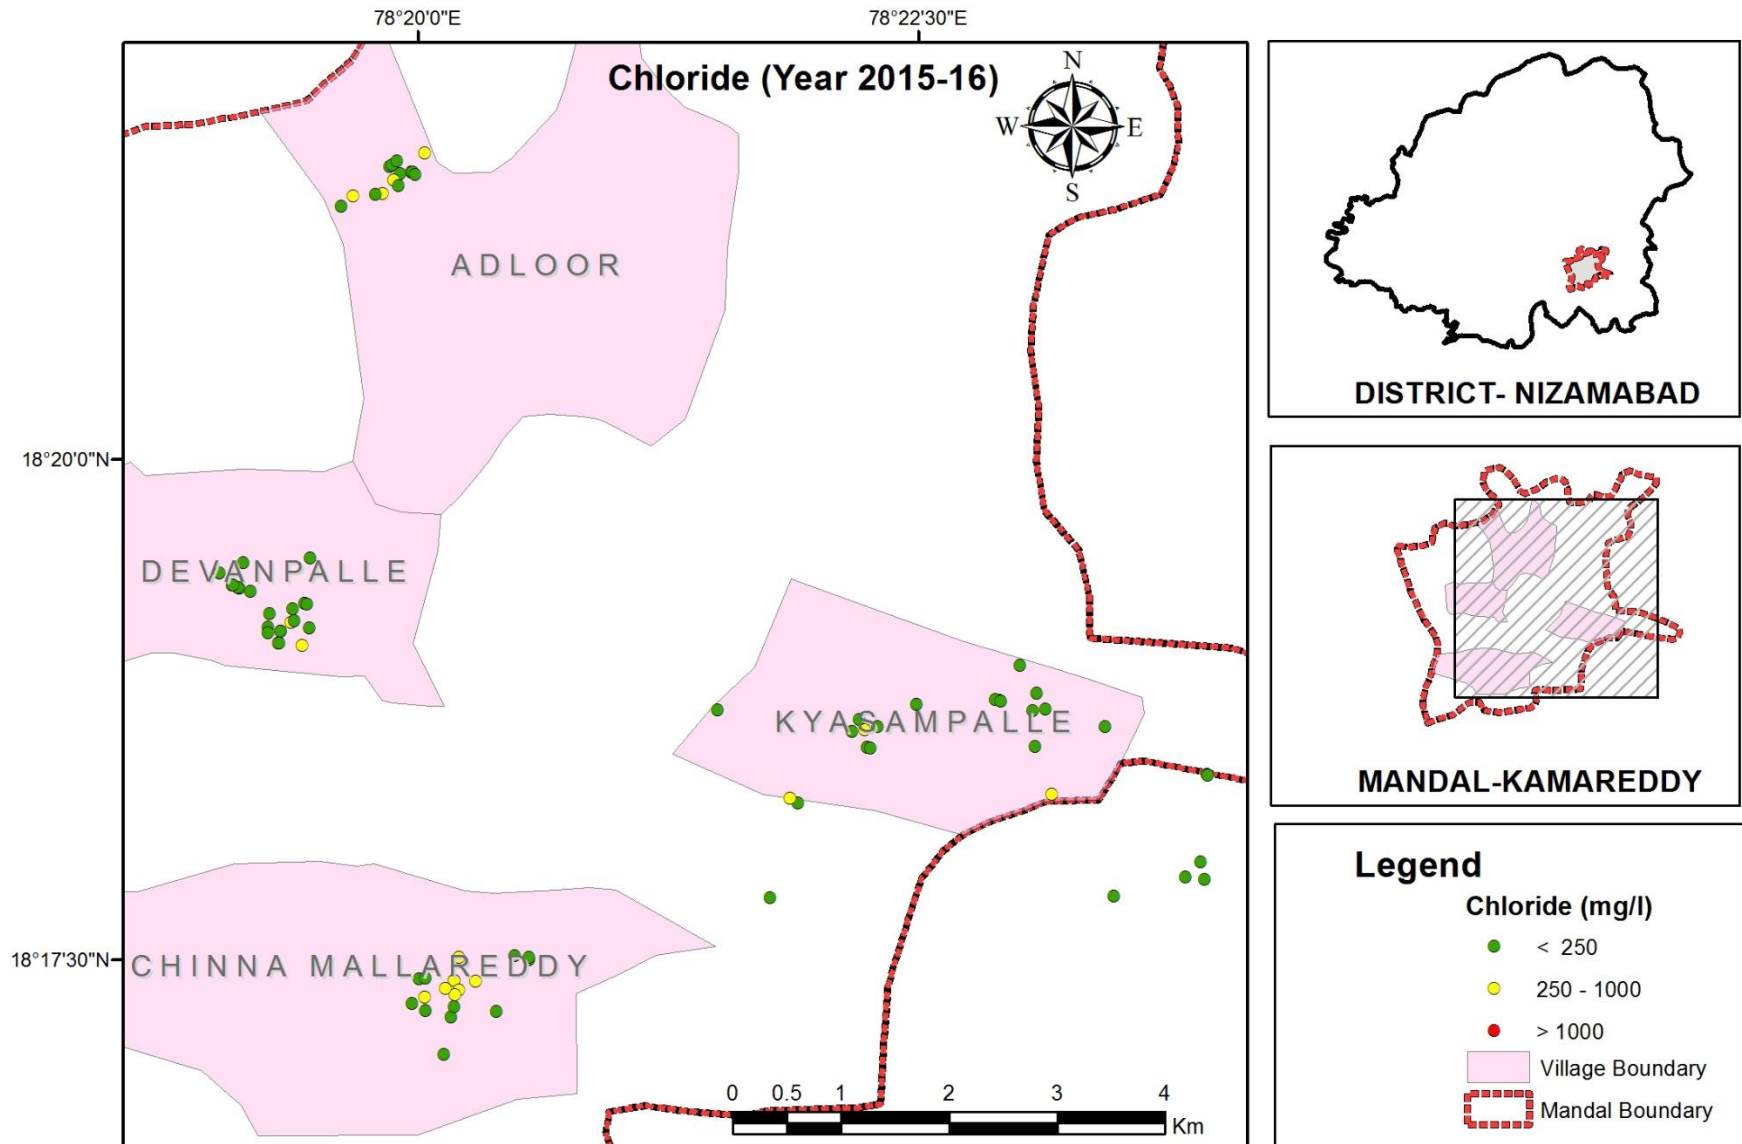 78°20'0"E
78°22'30"E
Chloride (Year 2015-16)
N
W
E
S
ADLOOR
18°20'0"N
DEVANPALLE
KYASAMPALLE
18°17'30"N
CHINNA MALLAREDDY
0 0.5 1 2 3 4
Km
DISTRICT- NIZAMABAD
MANDAL-KAMAREDDY
Legend
Chloride (mg/l)
< 250
250 - 1000
> 1000
Village Boundary
Mandal Boundary